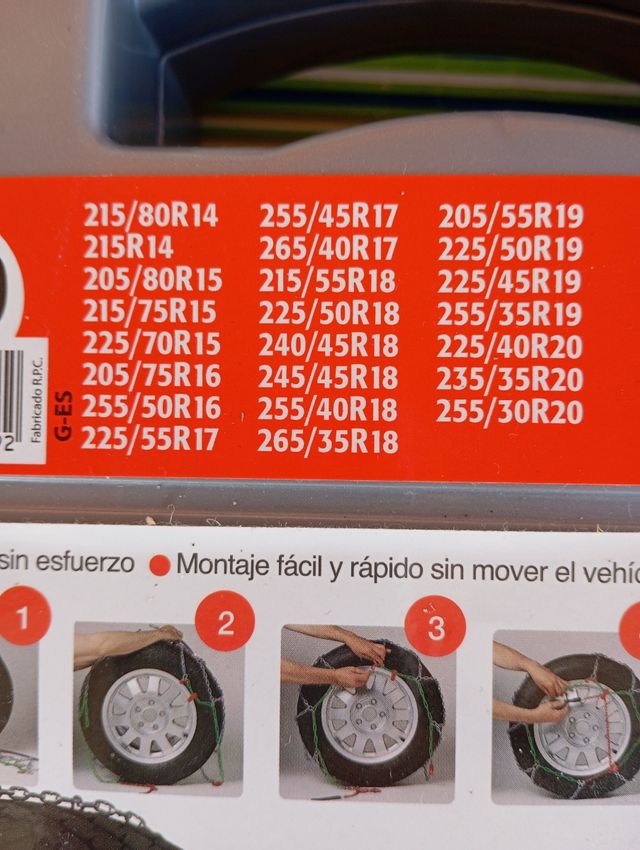 215/80R14
215R14
205/80R15
215/75R15
225/70R15
205/75R16
255/50R16
225/55R17
255/45R17
265/40R17
215/55R18
225/50R18
240/45R18
245/45R18
255/40R18
265/35R18
205/55R19
225/50R19
225/45R19
255/35R19
225/40R20
235/35R20
255/30R20
Fabricado R.P.C.
G-ES
2
sin esfuerzo ● Montaje fácil y rápido sin mover el
1
2
3